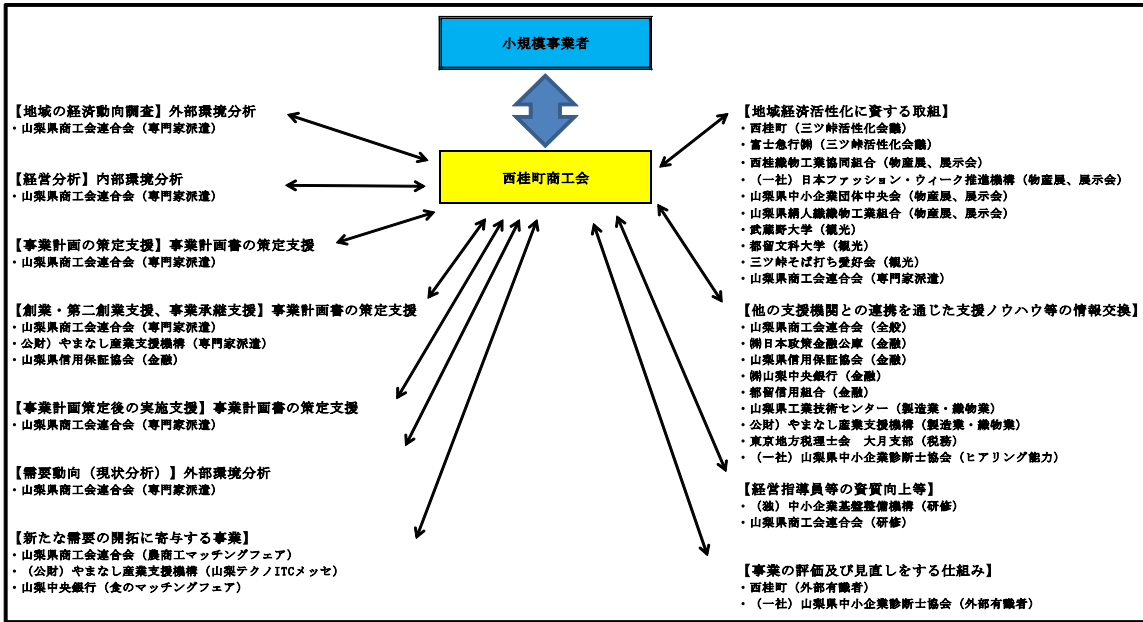 小規模事業者
西桂町商工会
【地域の経済動向調査】外部環境分析
・山梨県商工会連合会（専門家派遣）
【経営分析】内部環境分析
・山梨県商工会連合会（専門家派遣）
【事業計画の策定支援】事業計画書の策定支援
・山梨県商工会連合会（専門家派遣）
【創業・第二創業支援、事業承継支援】事業計画書の策定支援
・山梨県商工会連合会（専門家派遣）
・公財）やまなし産業支援機構（専門家派遣）
・山梨県信用保証協会（金融）
【事業計画策定後の実施支援】事業計画書の策定支援
・山梨県商工会連合会（専門家派遣）
【需要動向（現状分析）】外部環境分析
・山梨県商工会連合会（専門家派遣）
【新たな需要の開拓に寄与する事業】
・山梨県商工会連合会（農商工マッチングフェア）
・（公財）やまなし産業支援機構（山梨テクノITCメッセ）
・山梨中央銀行（食のマッチングフェア）
【地域経済活性化に資する取組】
・西桂町（三ツ峠活性化会議）
・富士急行㈱（三ツ峠活性化会議）
・西桂織物工業協同組合（物産展、展示会）
・（一社）日本ファッション・ウィーク推進機構（物産展、展示会）
・山梨県中小企業団体中央会（物産展、展示会）
・山梨県絹人繊織物工業組合（物産展、展示会）
・武蔵野大学（観光）
・都留文科大学（観光）
・三ツ峠そば打ち愛好会（観光）
・山梨県商工会連合会（専門家派遣）
【他の支援機関との連携を通じた支援ノウハウ等の情報交換】
・山梨県商工会連合会（全般）
・㈱日本政策金融公庫（金融）
・山梨県信用保証協会（金融）
・㈱山梨中央銀行（金融）
・都留信用組合（金融）
・山梨県工業技術センター（製造業・織物業）
・公財）やまなし産業支援機構（製造業・織物業）
・東京地方税理士会　大月支部（税務）
・（一社）山梨県中小企業診断士協会（ヒアリング能力）
【経営指導員等の資質向上等】
・（独）中小企業基盤整備機構（研修）
・山梨県商工会連合会（研修）
【事業の評価及び見直しをする仕組み】
・西桂町（外部有識者）
・（一社）山梨県中小企業診断士協会（外部有識者）